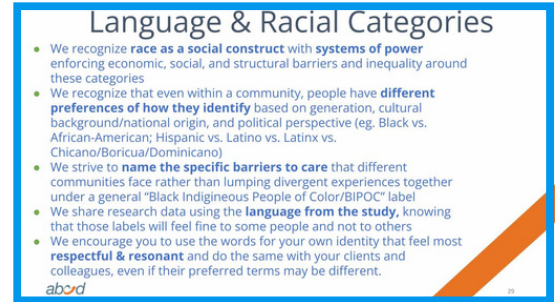 Language & Racial Categories
● We recognize race as a social construct with systems of power
enforcing economic, social, and structural barriers and inequality around
these categories
● We recognize that even within a community, people have different
preferences of how they identify based on generation, cultural
background/national origin, and political perspective (eg. Black vs.
African-American; Hispanic vs. Latino vs. Latinx vs.
Chicano/Boricua/Dominicano)
● We strive to name the specific barriers to care that different
communities face rather than lumping divergent experiences together
under a general "Black Indigineous People of Color/BIPOC" label
● We share research data using the language from the study, knowing
that those labels will feel fine to some people and not to others
● We encourage you to use the words for your own identity that feel most
respectful & resonant and do the same with your clients and
colleagues, even if their preferred terms may be different.
29